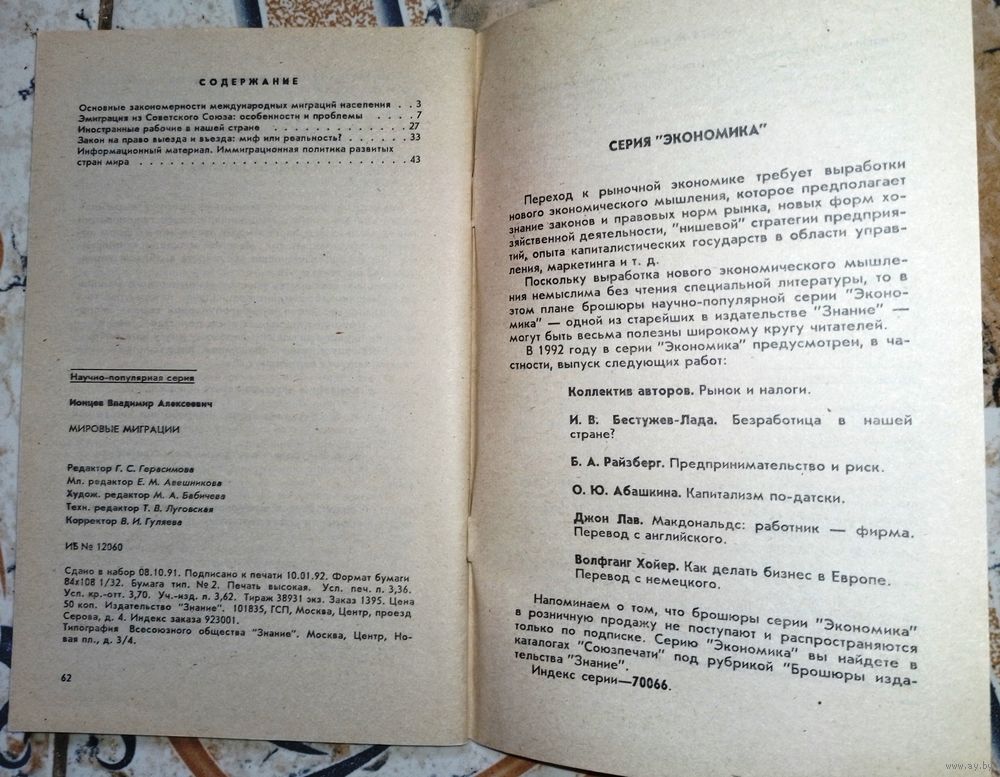 СОДЕРЖАНИЕ
Основные закономерности международных миграций населения . . 3
Эмиграция из Советского Союза: особенности и проблемы . . . . 7
Иностранные рабочие в нашей стране . . . . . . . . . . . . . . 27
Закон на право выезда и въезда: миф или реальность? . . . . . . 33
Информационный материал. Иммиграционная политика развитых
стран мира . . . . . . . . . . . . . . . . . . . . . . . . 43
Научно-популярная серия
Ионцев Владимир Алексеевич
МИРОВЫЕ МИГРАЦИИ
Редактор Г. С. Герасимова
Мл. редактор Е. М. Авешникова
Худож. редактор М. А. Бабичева
Техн. редактор Т. В. Луговская
Корректор В. И. Гуляева
ИБ № 12060
Сдано в набор 08.10.91. Подписано к печати 10.01.92. Формат бумаги
84х108 1/32. Бумага тип. №2. Печать высокая. Усл. печ. л. 3,36.
Усл. кр.-отт. 3,70. Уч.-изд. л. 3,62. Тираж 38931 экз. Заказ 1395. Цена
50 коп. Издательство "Знание". 101835, ГСП, Москва, Центр, проезд
Серова, д. 4. Индекс заказа 923001.
Типография Всесоюзного общества "Знание". Москва, Центр, Но-
вая пл., д. 3/4.
62
СЕРИЯ "ЭКОНОМИКА"
Переход к рыночной экономике требует выработки
нового экономического мышления, которое предполагает
знание законов и правовых норм рынка, новых форм хо-
зяйственной деятельности, "нишевой" стратегии предприя-
тий, опыта капиталистических государств в области управ-
ления, маркетинга и т. д.
Поскольку выработка нового экономического мышле-
ния немыслима без чтения специальной литературы, то в
этом плане брошюры научно-популярной серии "Эконо-
мика" — одной из старейших в издательстве "Знание" —
могут быть весьма полезны широкому кругу читателей.
В 1992 году в серии "Экономика" предусмотрен, в ча-
стности, выпуск следующих работ:
Коллектив авторов. Рынок и налоги.
И. В. Бестужев-Лада. Безработица в нашей
стране?
Б. А. Райзберг. Предпринимательство и риск.
О. Ю. Абашкина. Капитализм по-датски.
Джон Лав. Макдональдс: работник — фирма.
Перевод с английского.
Волфганг Хойер. Как делать бизнес в Европе.
Перевод с немецкого.
Напоминаем о том, что брошюры серии "Экономика"
в розничную продажу не поступают и распространяются
только по подписке. Серию "Экономика" вы найдете в
каталогах "Союзпечати" под рубрикой "Брошюры изда-
тельства "Знание".
Индекс серии—70066.
www.ay.by